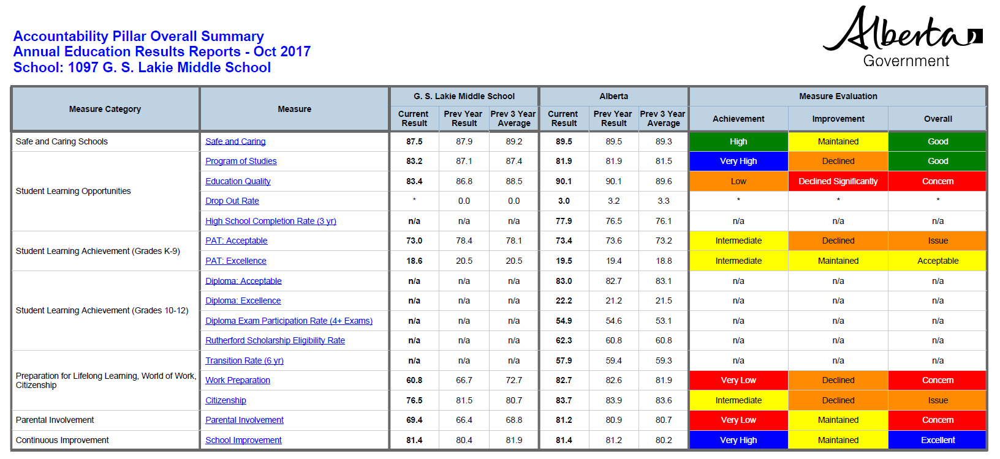 Alberta
Government
Accountability Pillar Overall Summary
Annual Education Results Reports - Oct 2017
School: 1097 G. S. Lakie Middle School
Measure Category Measure G. S. Lakie Middle School Alberta Measure Evaluation
Current Result Prev Year Result Prev 3 Year Average Current Result Prev Year Result Prev 3 Year Average Achievement Improvement Overall
Safe and Caring Schools Safe and Caring 87.5 87.9 89.2 89.5 89.5 89.3 High Maintained Good
Student Learning Opportunities Program of Studies 83.2 87.1 87.4 81.9 81.9 81.5 Very High Declined Good
Education Quality 83.4 86.8 88.5 90.1 90.1 89.6 Low Declined Significantly Concern
Drop Out Rate * 0.0 0.0 3.0 3.2 3.3 * * *
High School Completion Rate (3 yr) n/a n/a n/a 77.9 76.5 76.1 n/a n/a n/a
Student Learning Achievement (Grades K-9) PAT: Acceptable 73.0 78.4 78.1 73.4 73.6 73.2 Intermediate Declined Issue
PAT: Excellence 18.6 20.5 20.5 19.5 19.4 18.8 Intermediate Maintained Acceptable
Student Learning Achievement (Grades 10-12) Diploma: Acceptable n/a n/a n/a 83.0 82.7 83.1 n/a n/a n/a
Diploma: Excellence n/a n/a n/a 22.2 21.2 21.5 n/a n/a n/a
Diploma Exam Participation Rate (4+ Exams) n/a n/a n/a 54.9 54.6 53.1 n/a n/a n/a
Rutherford Scholarship Eligibility Rate n/a n/a n/a 62.3 60.8 60.8 n/a n/a n/a
Preparation for Lifelong Learning, World of Work, Citizenship Transition Rate (6 yr) n/a n/a n/a 57.9 59.4 59.3 n/a n/a n/a
Work Preparation 60.8 66.7 72.7 82.7 82.6 81.9 Very Low Declined Concern
Citizenship 76.5 81.5 80.7 83.7 83.9 83.6 Intermediate Declined Issue
Parental Involvement Parental Involvement 69.4 66.4 68.8 81.2 80.9 80.7 Very Low Maintained Concern
Continuous Improvement School Improvement 81.4 80.4 81.9 81.4 81.2 80.2 Very High Maintained Excellent